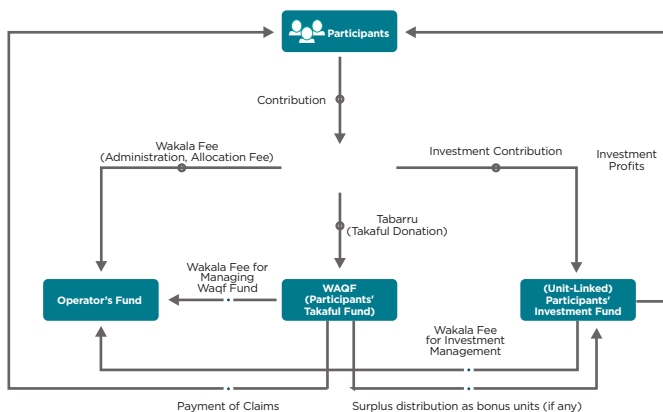 Participants
Contribution
Wakala Fee
(Administration, Allocation Fee)
Investment Contribution
Investment
Profits
Tabarru
(Takaful Donation)
Wakala Fee for
Managing
Waqf Fund
Operator's Fund
WAQF
(Participants'
Takaful Fund)
(Unit-Linked)
Participants'
Investment Fund
Wakala Fee
for Investment
Management
Payment of Claims
Surplus distribution as bonus units (if any)